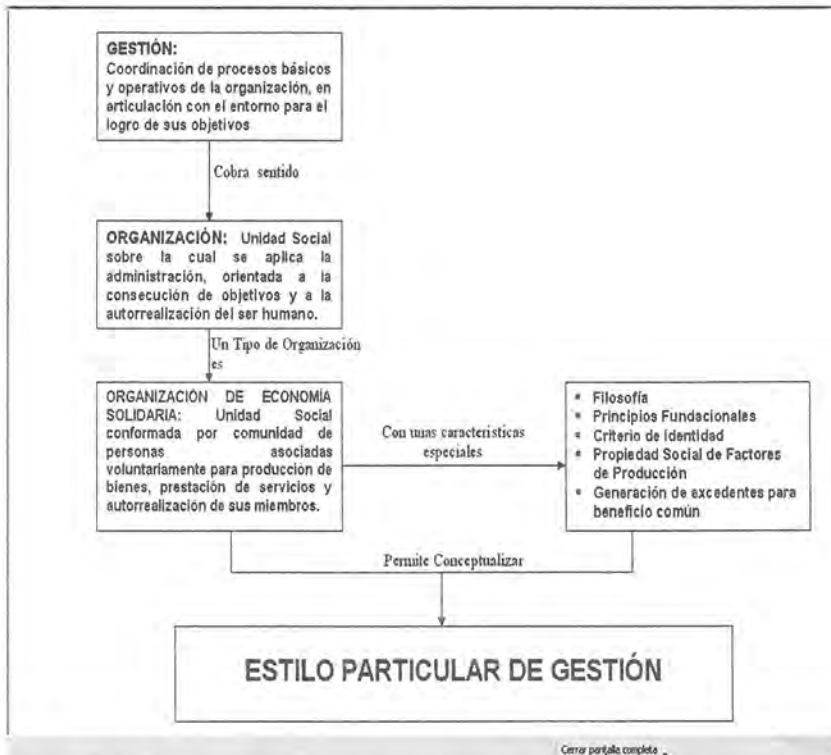 GESTIÓN:
Coordinación de procesos básicos
y operativos de la organización, en
articulación con el entorno para el
logro de sus objetivos
Cobra sentido
ORGANIZACIÓN: Unidad Social
sobre la cual se aplica la
administración, orientada a la
consecución de objetivos y a la
autorrealización del ser humano.
Un Tipo de Organización
es
ORGANIZACIÓN DE ECONOMÍA
SOLIDARIA: Unidad Social
conformada por comunidad de
personas asociadas
voluntariamente para producción de
bienes, prestación de servicios y
autorrealización de sus miembros.
Con unas características
especiales
• Filosofía
• Principios Fundacionales
• Criterio de Identidad
• Propiedad Social de Factores
de Producción
• Generación de excedentes para
beneficio común
Permite Conceptualizar
ESTILO PARTICULAR DE GESTIÓN
Cerrar pantalla completa